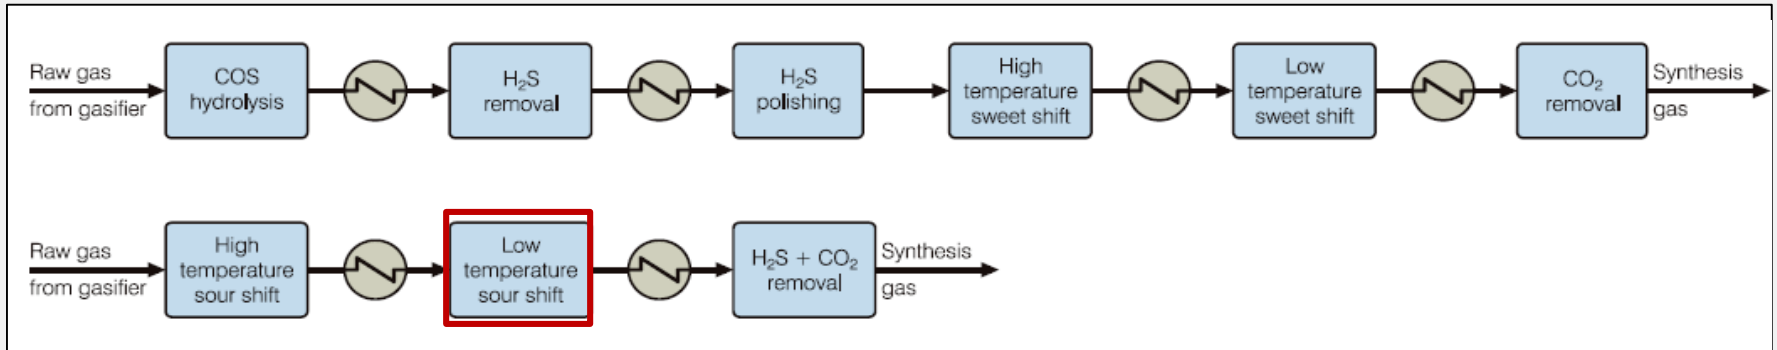 Raw gas
from gasifier
COS
hydrolysis
H₂S
removal
H₂S
polishing
High
temperature
sweet shift
Low
temperature
sweet shift
CO₂
removal
Synthesis
gas
Raw gas
from gasifier
High
temperature
sour shift
Low
temperature
sour shift
H₂S + CO₂
removal
Synthesis
gas